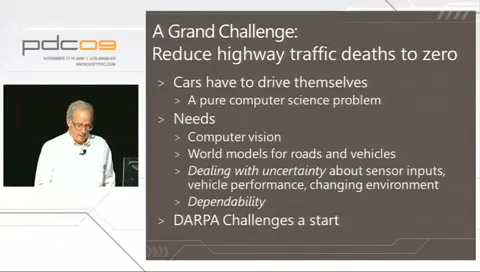 pdc09
A Grand Challenge:
Reduce highway traffic deaths to zero
> Cars have to drive themselves
> A pure computer science problem
> Needs
> Computer vision
> World models for roads and vehicles
> Dealing with uncertainty about sensor inputs,
vehicle performance, changing environment
> Dependability
> DARPA Challenges a start